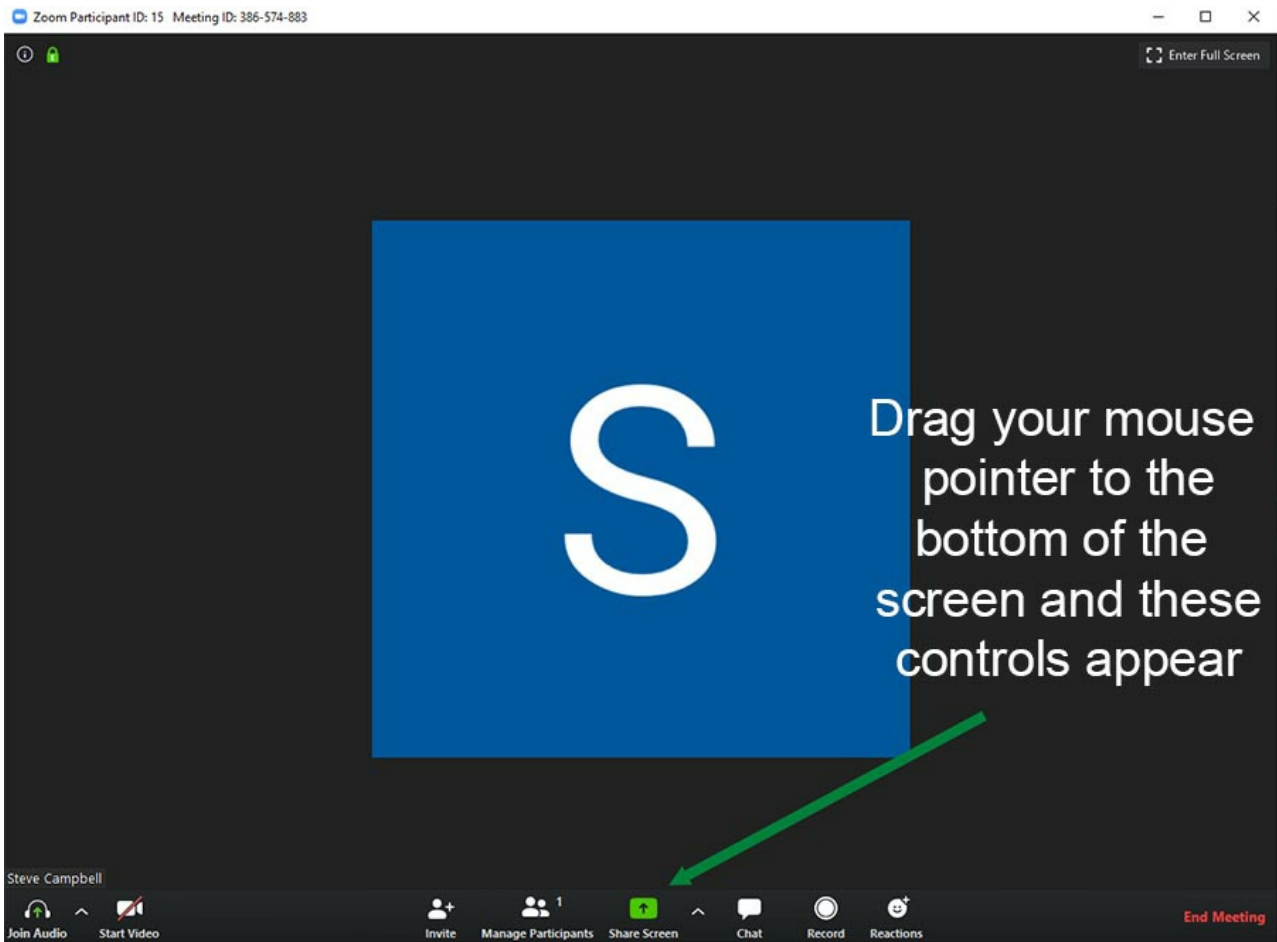 Zoom Participant ID: 15 Meeting ID: 386-574-883
Enter Full Screen
S
Drag your mouse
pointer to the
bottom of the
screen and these
controls appear
Steve Campbell
1
Join Audio Start Video Invite Manage Participants Share Screen Chat Record Reactions End Meeting